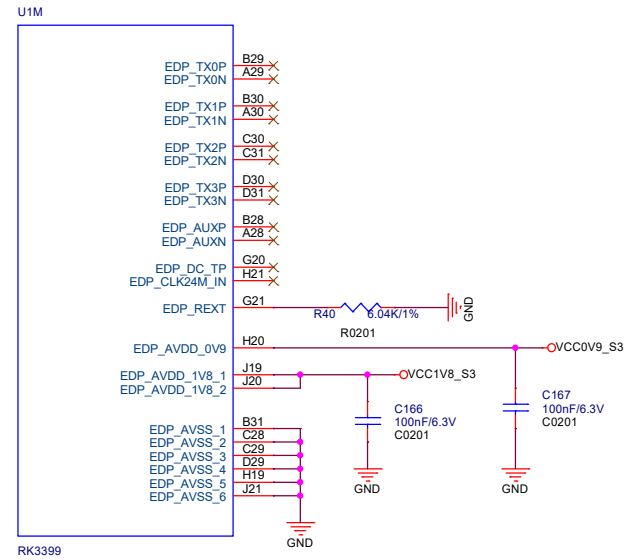 U1M
EDP_TX0P B29
EDP_TX0N A29
EDP_TX1P B30
EDP_TX1N A30
EDP_TX2P C30
EDP_TX2N C31
EDP_TX3P D30
EDP_TX3N D31
EDP_AUXP B28
EDP_AUXN A28
EDP_DC_TP G20
EDP_CLK24M_IN H21
EDP_REXT G21
R40 6.04K/1%
R0201
GND
EDP_AVDD_0V9 H20
VCC0V9_S3
EDP_AVDD_1V8_1 J19
EDP_AVDD_1V8_2 J20
VCC1V8_S3
C166
100nF/6.3V
C0201
GND
C167
100nF/6.3V
C0201
GND
EDP_AVSS_1 B31
EDP_AVSS_2 C28
EDP_AVSS_3 C29
EDP_AVSS_4 D29
EDP_AVSS_5 H19
EDP_AVSS_6 J21
GND
RK3399